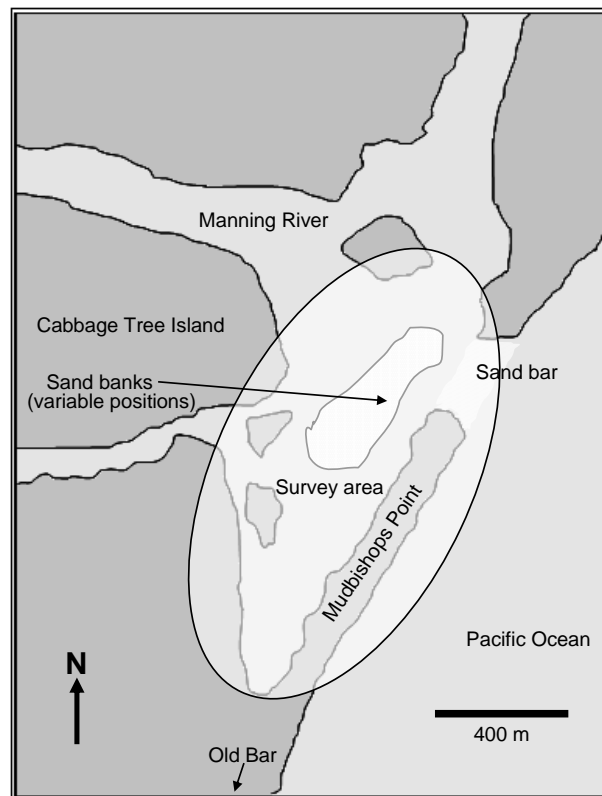 Manning River
Cabbage Tree Island
Sand banks
(variable positions)
Sand bar
Survey area
Mudbishops Point
Pacific Ocean
N
400 m
Old Bar